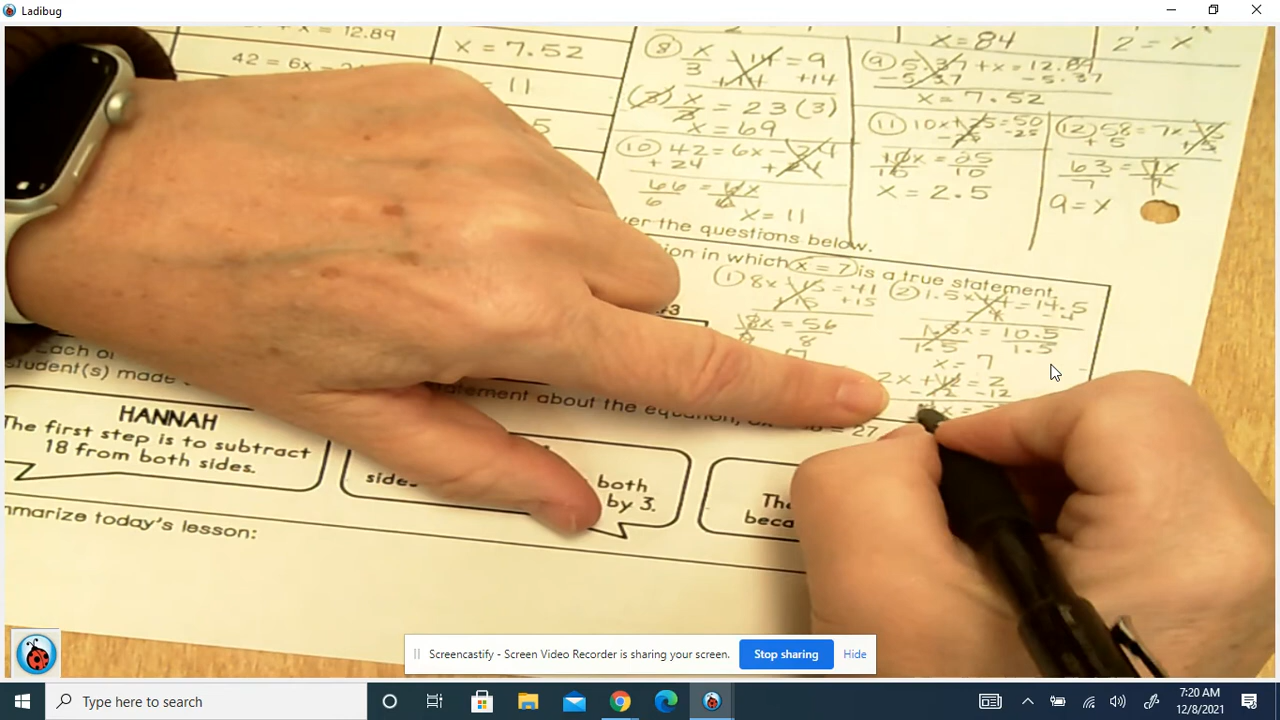 Ladibug
+ x = 12.89
x = 7.52
42 = 6x
11
5
x = 84
2 = x
8 x/3 - 14 = 9
+14 +14
(3) x/3 = 23 (3)
x = 69
9 5.37 + x = 12.89
-5.37 -5.37
x = 7.52
10 42 = 6x - 24
+24 +24
66/6 = 6x/6
x = 11
11 10x + 25 = 50
-25 -25
10x/10 = 25/10
x = 2.5
12 58 = 7x - 5
+5 +5
63/7 = 7x/7
9 = x
er the questions below.
ion in which x = 7 is a true statement.
1 8x - 15 = 41
+15 +15
8x/8 = 56/8
7
2 1.5x + 4 = 14.5
-4 -4
1.5x/1.5 = 10.5/1.5
x = 7
2x + 12 = 2
-12 -12
x =
Each of
student(s) made
tatement about the equation,
= 27
HANNAH
The first step is to subtract
18 from both sides.
sides
both
by 3.
The
beca
mmarize today's lesson:
Screencastify - Screen Video Recorder is sharing your screen.
Stop sharing
Hide
Type here to search
7:20 AM
12/8/2021